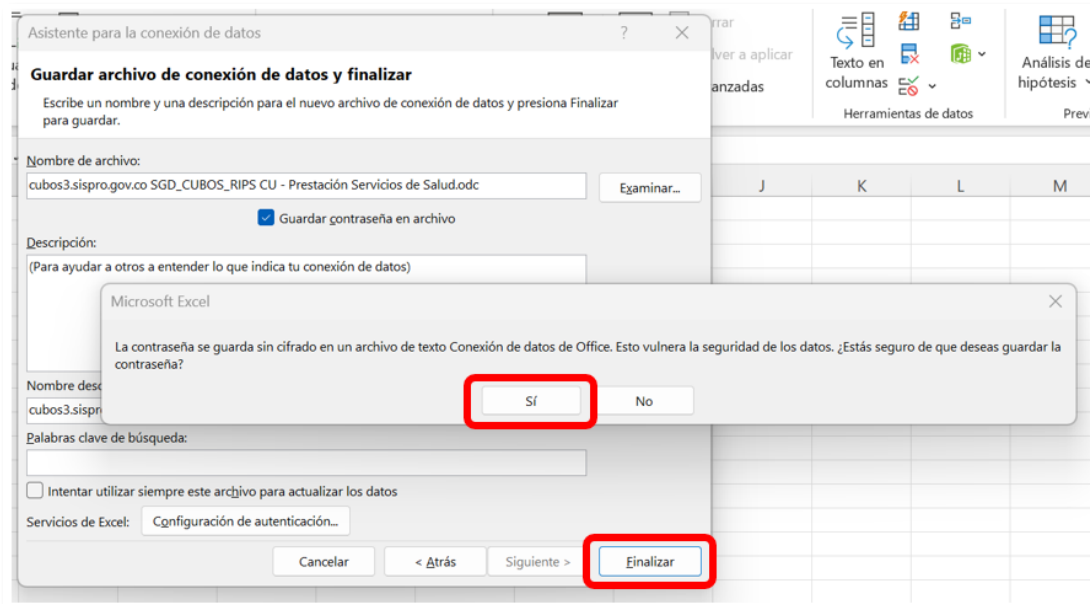 Asistente para la conexión de datos
?
Guardar archivo de conexión de datos y finalizar
Escribe un nombre y una descripción para el nuevo archivo de conexión de datos y presiona Finalizar
para guardar.
Nombre de archivo:
cubos3.sispro.gov.co SGD_CUBOS_RIPS CU - Prestación Servicios de Salud.odc
Examinar...
Guardar contraseña en archivo
Descripción:
(Para ayudar a otros a entender lo que indica tu conexión de datos)
Microsoft Excel
La contraseña se guarda sin cifrado en un archivo de texto Conexión de datos de Office. Esto vulnera la seguridad de los datos. ¿Estás seguro de que deseas guardar la
contraseña?
Sí
No
Nombre desc
cubos3.sispr
Palabras clave de búsqueda:
Intentar utilizar siempre este archivo para actualizar los datos
Servicios de Excel:
Configuración de autenticación...
Cancelar
< Atrás
Siguiente >
Finalizar
rrar
lver a aplicar
anzadas
Texto en
columnas
Herramientas de datos
Análisis de
hipótesis
Previ
J K L M